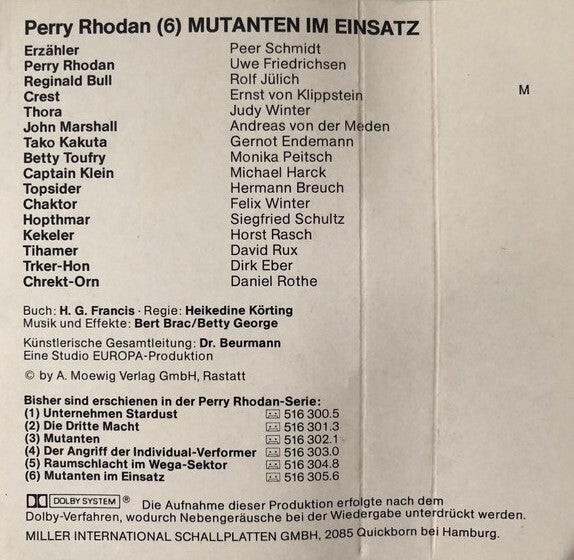 Perry Rhodan (6) MUTANTEN IM EINSATZ
Erzähler Peer Schmidt
Perry Rhodan Uwe Friedrichsen
Reginald Bull Rolf Jülich
Crest Ernst von Klippstein
M
Thora Judy Winter
John Marshall Andreas von der Meden
Tako Kakuta Gernot Endemann
Betty Toufry Monika Peitsch
Captain Klein Michael Harck
Topsider Hermann Breuch
Chaktor Felix Winter
Hopthmar Siegfried Schultz
Kekeler Horst Rasch
Tihamer David Rux
Trker-Hon Dirk Eber
Chrekt-Orn Daniel Rothe
Buch: H. G. Francis · Regie: Heikedine Körting
Musik und Effekte: Bert Brac/Betty George
Künstlerische Gesamtleitung: Dr. Beurmann
Eine Studio EUROPA-Produktion
© by A. Moewig Verlag GmbH, Rastatt
Bisher sind erschienen in der Perry Rhodan-Serie:
(1) Unternehmen Stardust 516 300.5
(2) Die Dritte Macht 516 301.3
(3) Mutanten 516 302.1
(4) Der Angriff der Individual-Verformer 516 303.0
(5) Raumschlacht im Wega-Sektor 516 304.8
(6) Mutanten im Einsatz 516 305.6
DOLBY SYSTEM ® Die Aufnahme dieser Produktion erfolgte nach dem
Dolby-Verfahren, wodurch Nebengeräusche bei der Wiedergabe unterdrückt werden.
MILLER INTERNATIONAL SCHALLPLATTEN GMBH, 2085 Quickborn bei Hamburg.